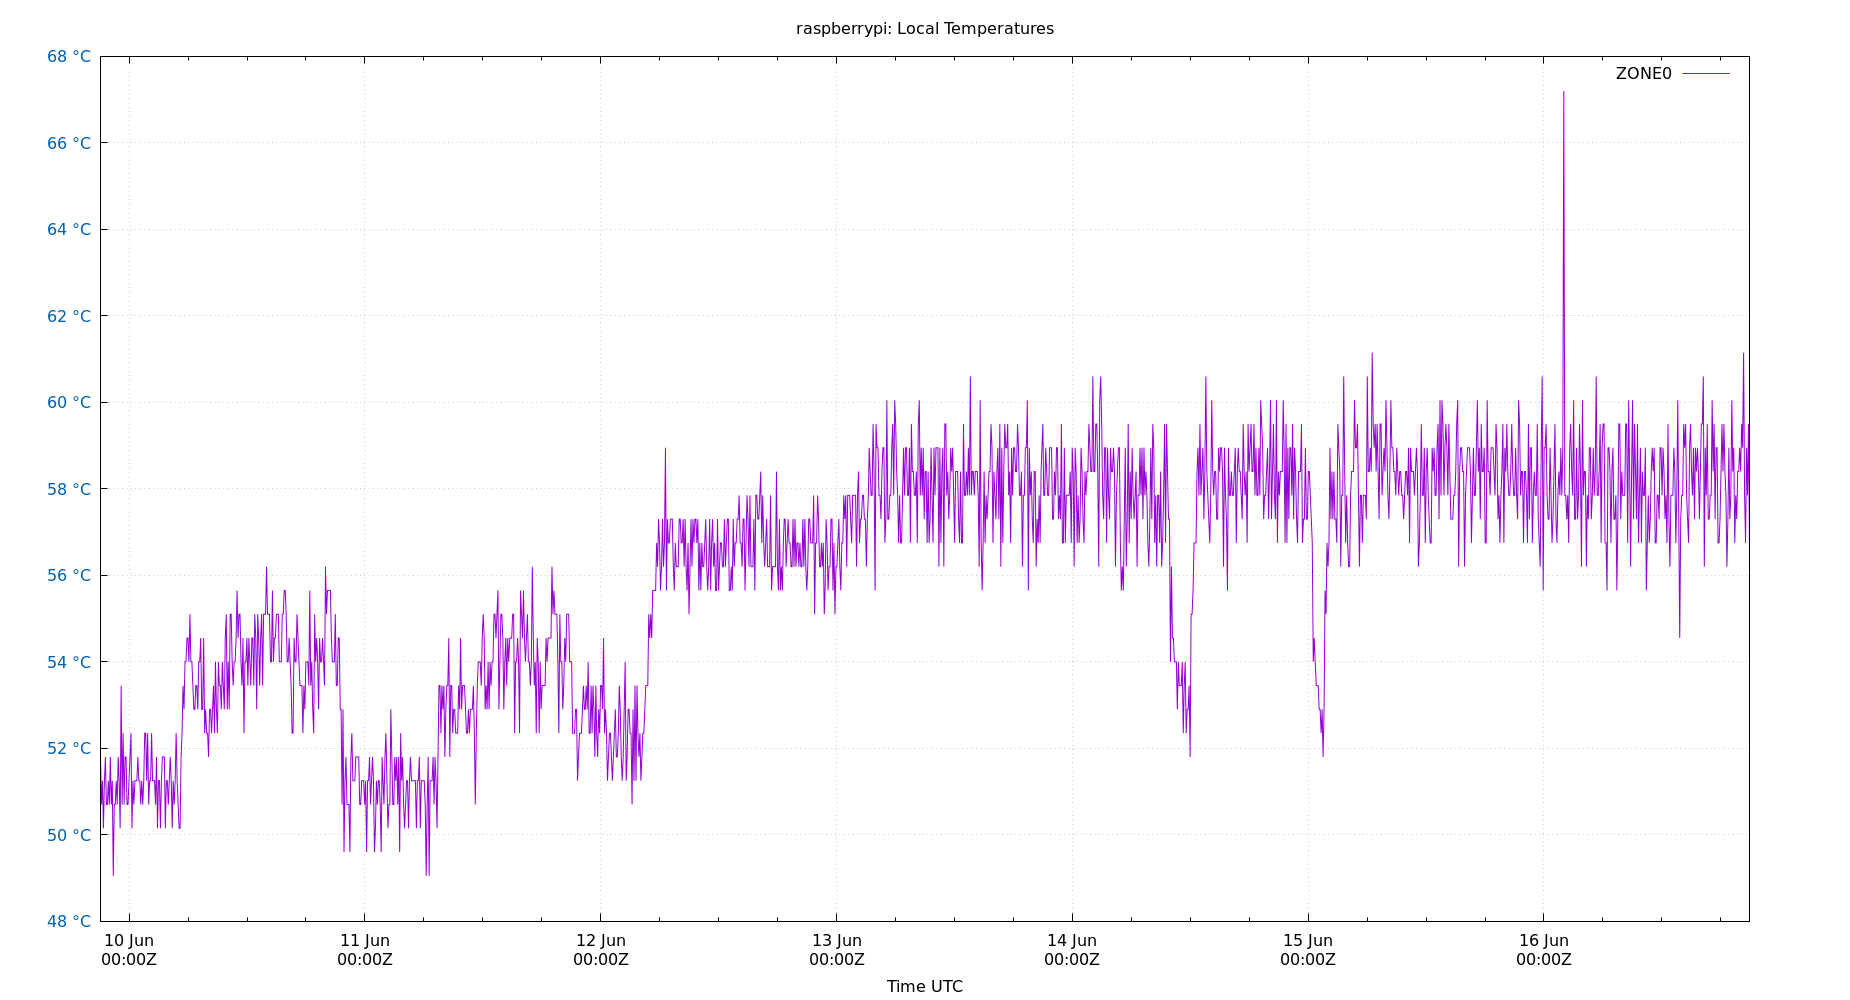 raspberrypi: Local Temperatures
68 °C
ZONE0
66 °C
64 °C
62 °C
60 °C
58 °C
56 °C
54 °C
52 °C
50 °C
48 °C
10 Jun 11 Jun 12 Jun 13 Jun 14 Jun 15 Jun 16 Jun
00:00Z 00:00Z 00:00Z 00:00Z 00:00Z 00:00Z 00:00Z
Time UTC